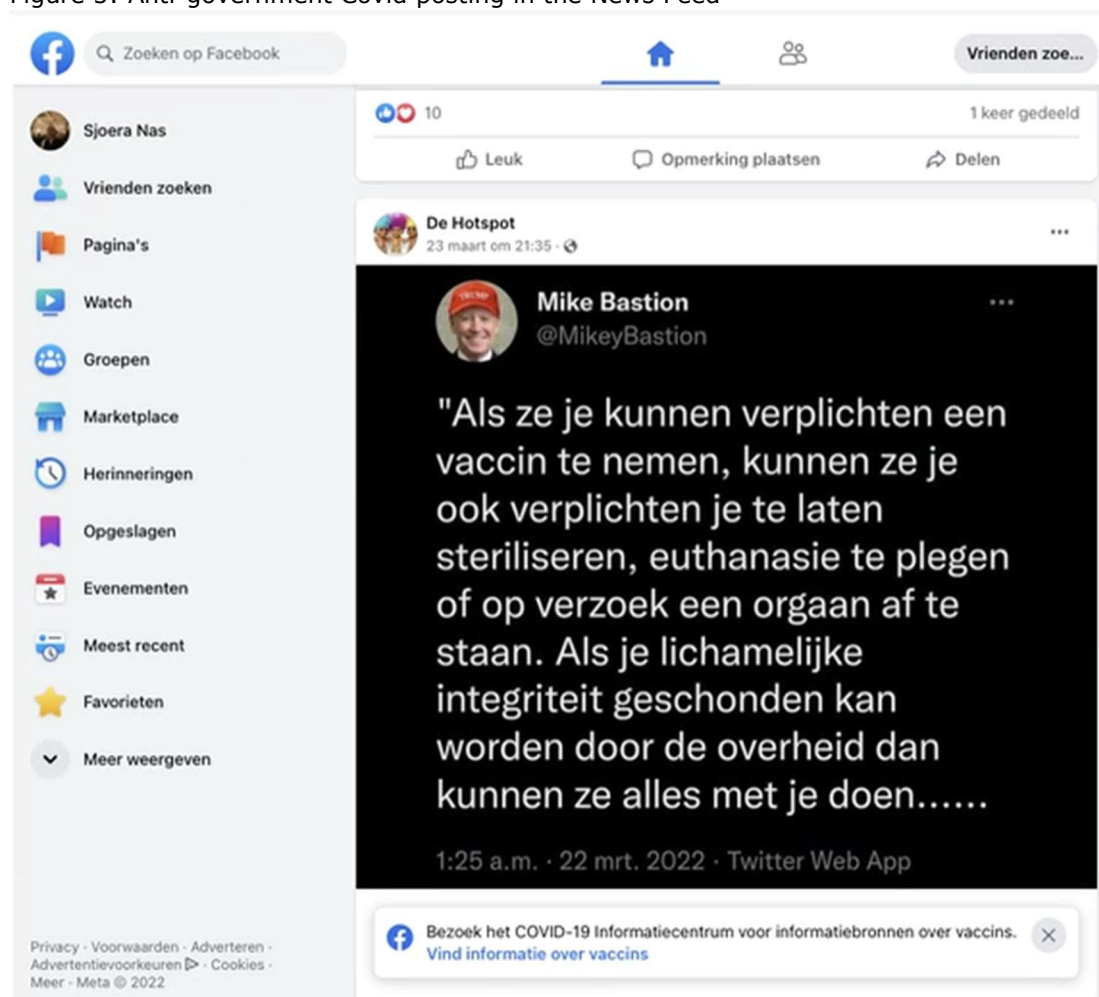 Figure 5: Anti-government Covid posting in the News Feed
Zoeken op Facebook
Vrienden zoe...
Sjoera Nas
Vrienden zoeken
Pagina's
Watch
Groepen
Marketplace
Herinneringen
Opgeslagen
Evenementen
Meest recent
Favorieten
Meer weergeven
Privacy · Voorwaarden · Adverteren ·
Advertentievoorkeuren · Cookies ·
Meer · Meta © 2022
10
1 keer gedeeld
Leuk
Opmerking plaatsen
Delen
De Hotspot
23 maart om 21:35 ·
TRUMP
Mike Bastion
@MikeyBastion
"Als ze je kunnen verplichten een
vaccin te nemen, kunnen ze je
ook verplichten je te laten
steriliseren, euthanasie te plegen
of op verzoek een orgaan af te
staan. Als je lichamelijke
integriteit geschonden kan
worden door de overheid dan
kunnen ze alles met je doen......
1:25 a.m. · 22 mrt. 2022 · Twitter Web App
Bezoek het COVID-19 Informatiecentrum voor informatiebronnen over vaccins.
Vind informatie over vaccins